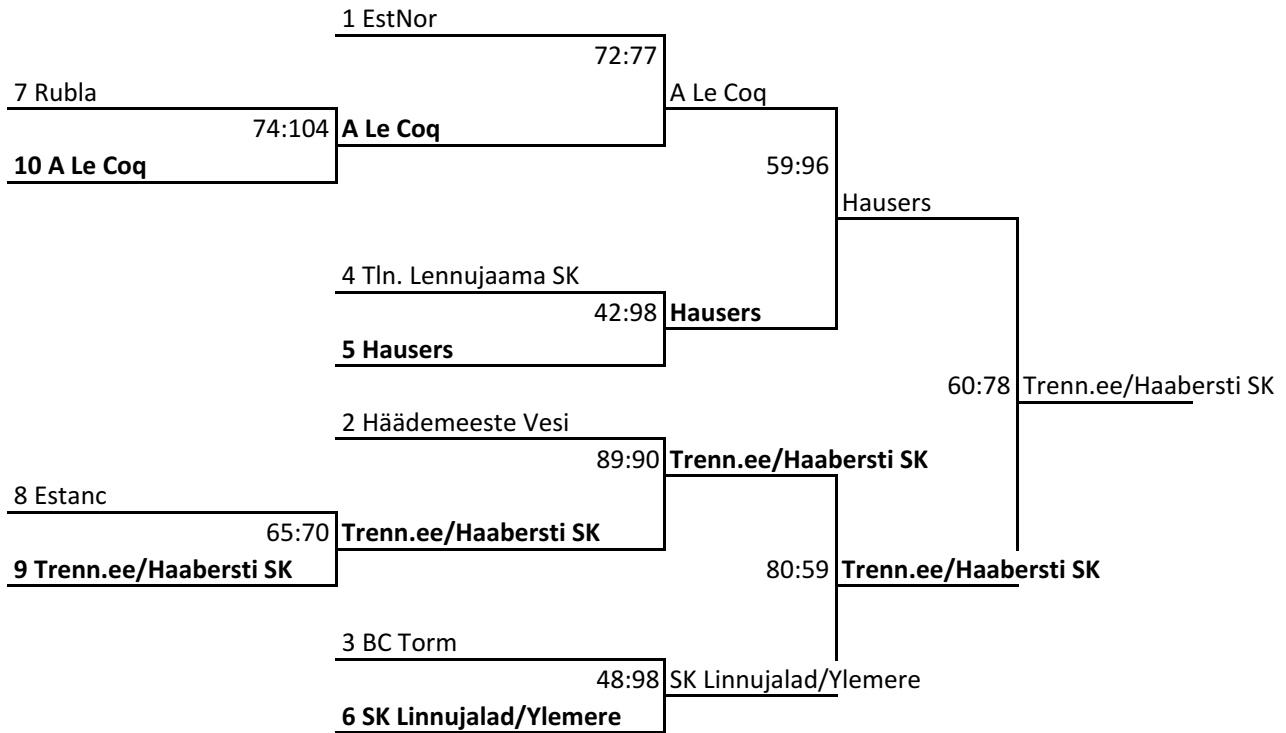 1 EstNor
72:77
7 Rubla
A Le Coq
74:104 A Le Coq
10 A Le Coq
59:96
Hausers
4 Tln. Lennujaama SK
42:98 Hausers
5 Hausers
60:78 Trenn.ee/Haabersti SK
2 Häädemeeste Vesi
89:90 Trenn.ee/Haabersti SK
8 Estanc
65:70 Trenn.ee/Haabersti SK
9 Trenn.ee/Haabersti SK
80:59 Trenn.ee/Haabersti SK
3 BC Torm
48:98 SK Linnujalad/Ylemere
6 SK Linnujalad/Ylemere